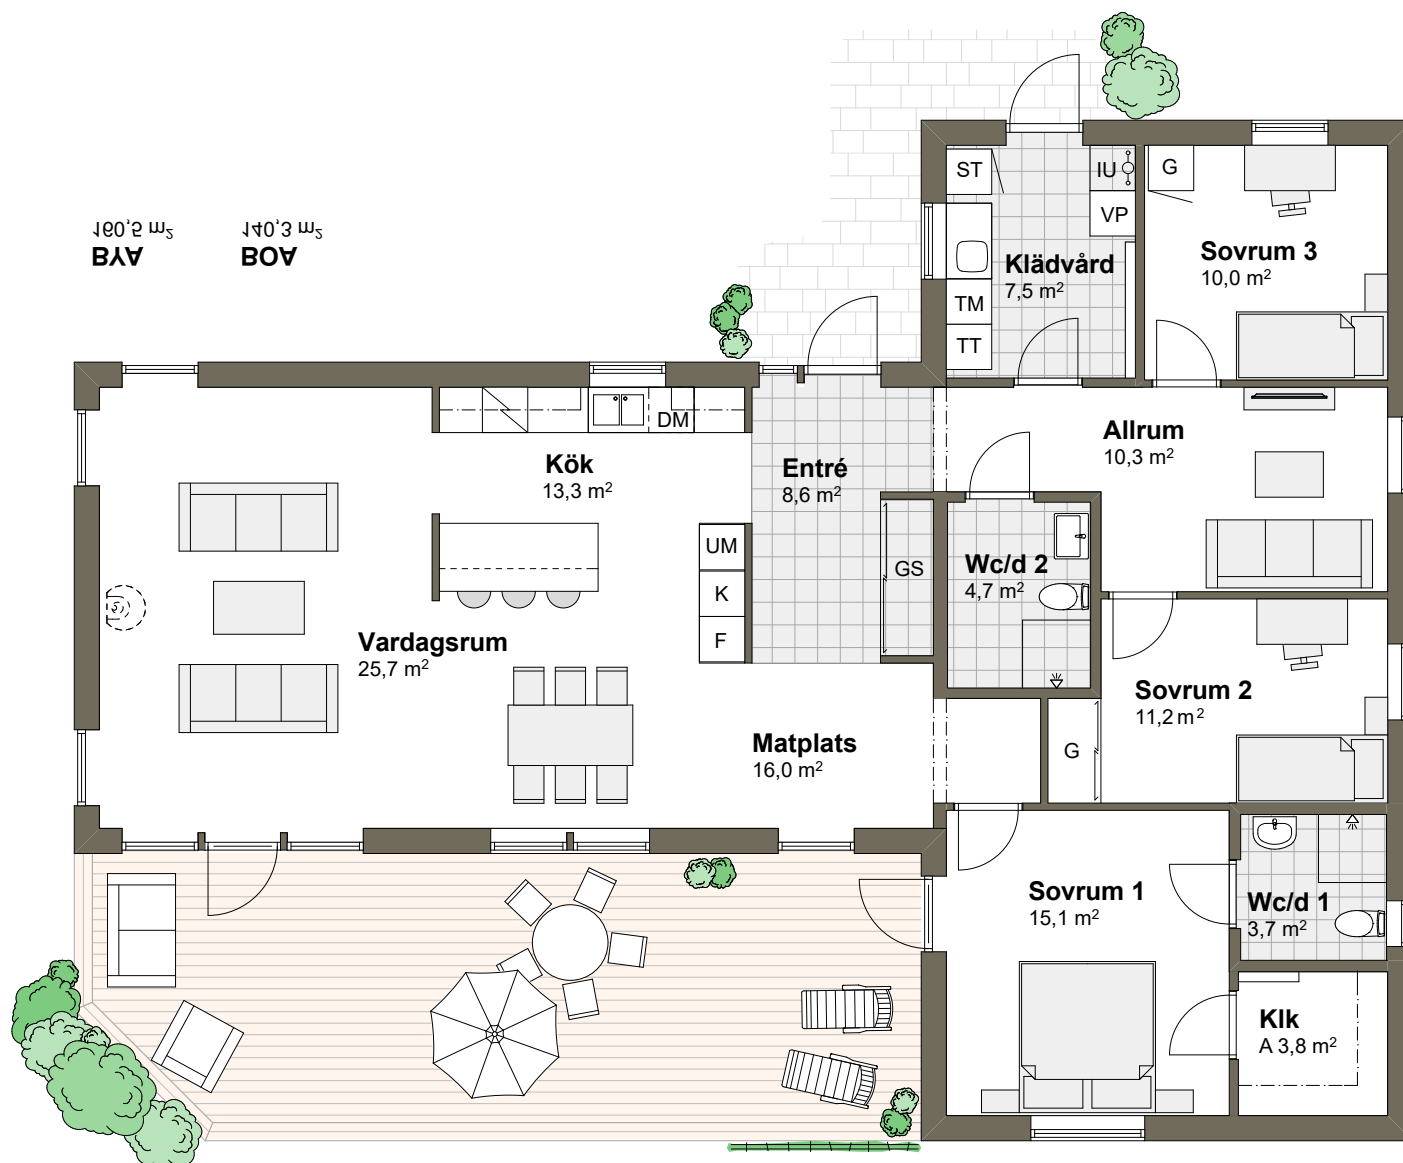 ST
IU
G
VP
Klädvård
7,5 m²
Sovrum 3
10,0 m²
TM
TT
BYA
160,5 m²
BOA
140,3 m²
DM
Kök
13,3 m²
Entré
8,6 m²
Allrum
10,3 m²
UM
K
F
GS
Wc/d 2
4,7 m²
Vardagsrum
25,7 m²
Matplats
16,0 m²
Sovrum 2
11,2 m²
G
Sovrum 1
15,1 m²
Wc/d 1
3,7 m²
Klk
A 3,8 m²